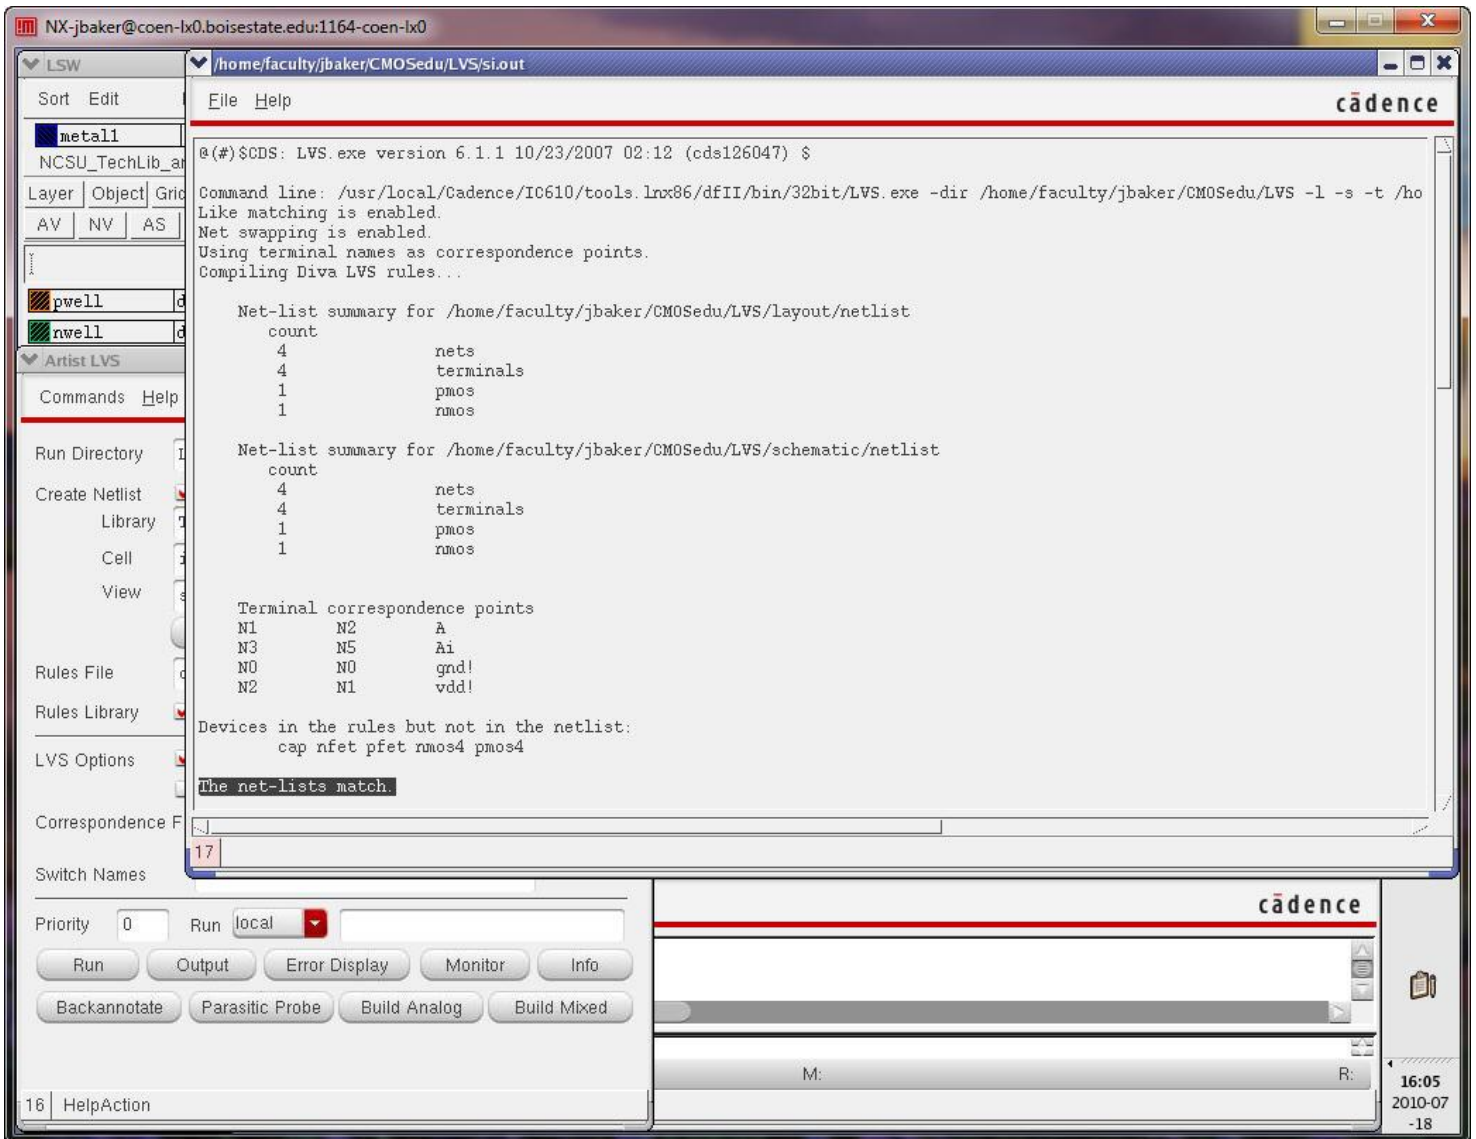 NX-jbaker@coen-lx0.boisestate.edu:1164-coen-lx0
LSW
Sort Edit
metal1
NCSU_TechLib_a
Layer Object Grid
AV NV AS
pwell d
nwell d
/home/faculty/jbaker/CMOSedu/LVS/si.out
File Help
cādence
@(#)$CDS: LVS.exe version 6.1.1 10/23/2007 02:12 (cds126047) $
Command line: /usr/local/Cadence/IC610/tools.lnx86/dfII/bin/32bit/LVS.exe -dir /home/faculty/jbaker/CMOSedu/LVS -l -s -t /ho
Like matching is enabled.
Net swapping is enabled.
Using terminal names as correspondence points.
Compiling Diva LVS rules...
Net-list summary for /home/faculty/jbaker/CMOSedu/LVS/layout/netlist
count
4 nets
4 terminals
1 pmos
1 nmos
Net-list summary for /home/faculty/jbaker/CMOSedu/LVS/schematic/netlist
count
4 nets
4 terminals
1 pmos
1 nmos
Terminal correspondence points
N1 N2 A
N3 N5 Ai
N0 N0 gnd!
N2 N1 vdd!
Devices in the rules but not in the netlist:
cap nfet pfet nmos4 pmos4
The net-lists match.
17
Artist LVS
Commands Help
Run Directory
Create Netlist
Library
Cell
View
Rules File
Rules Library
LVS Options
Correspondence F
Switch Names
Priority 0 Run local
Run Output Error Display Monitor Info
Backannotate Parasitic Probe Build Analog Build Mixed
16 HelpAction
cādence
M: R:
16:05
2010-07
-18